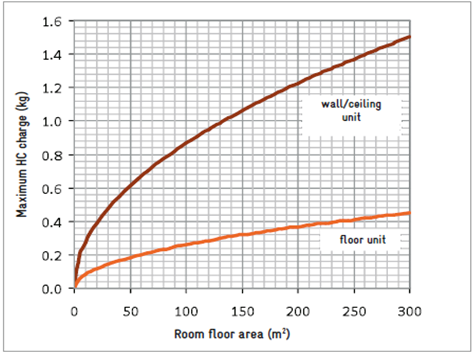 1.6
1.4
1.2
1.0
0.8
0.6
0.4
0.2
0.0
Maximum HC charge (kg)
wall/ceiling
unit
floor unit
0 50 100 150 200 250 300
Room floor area (m²)